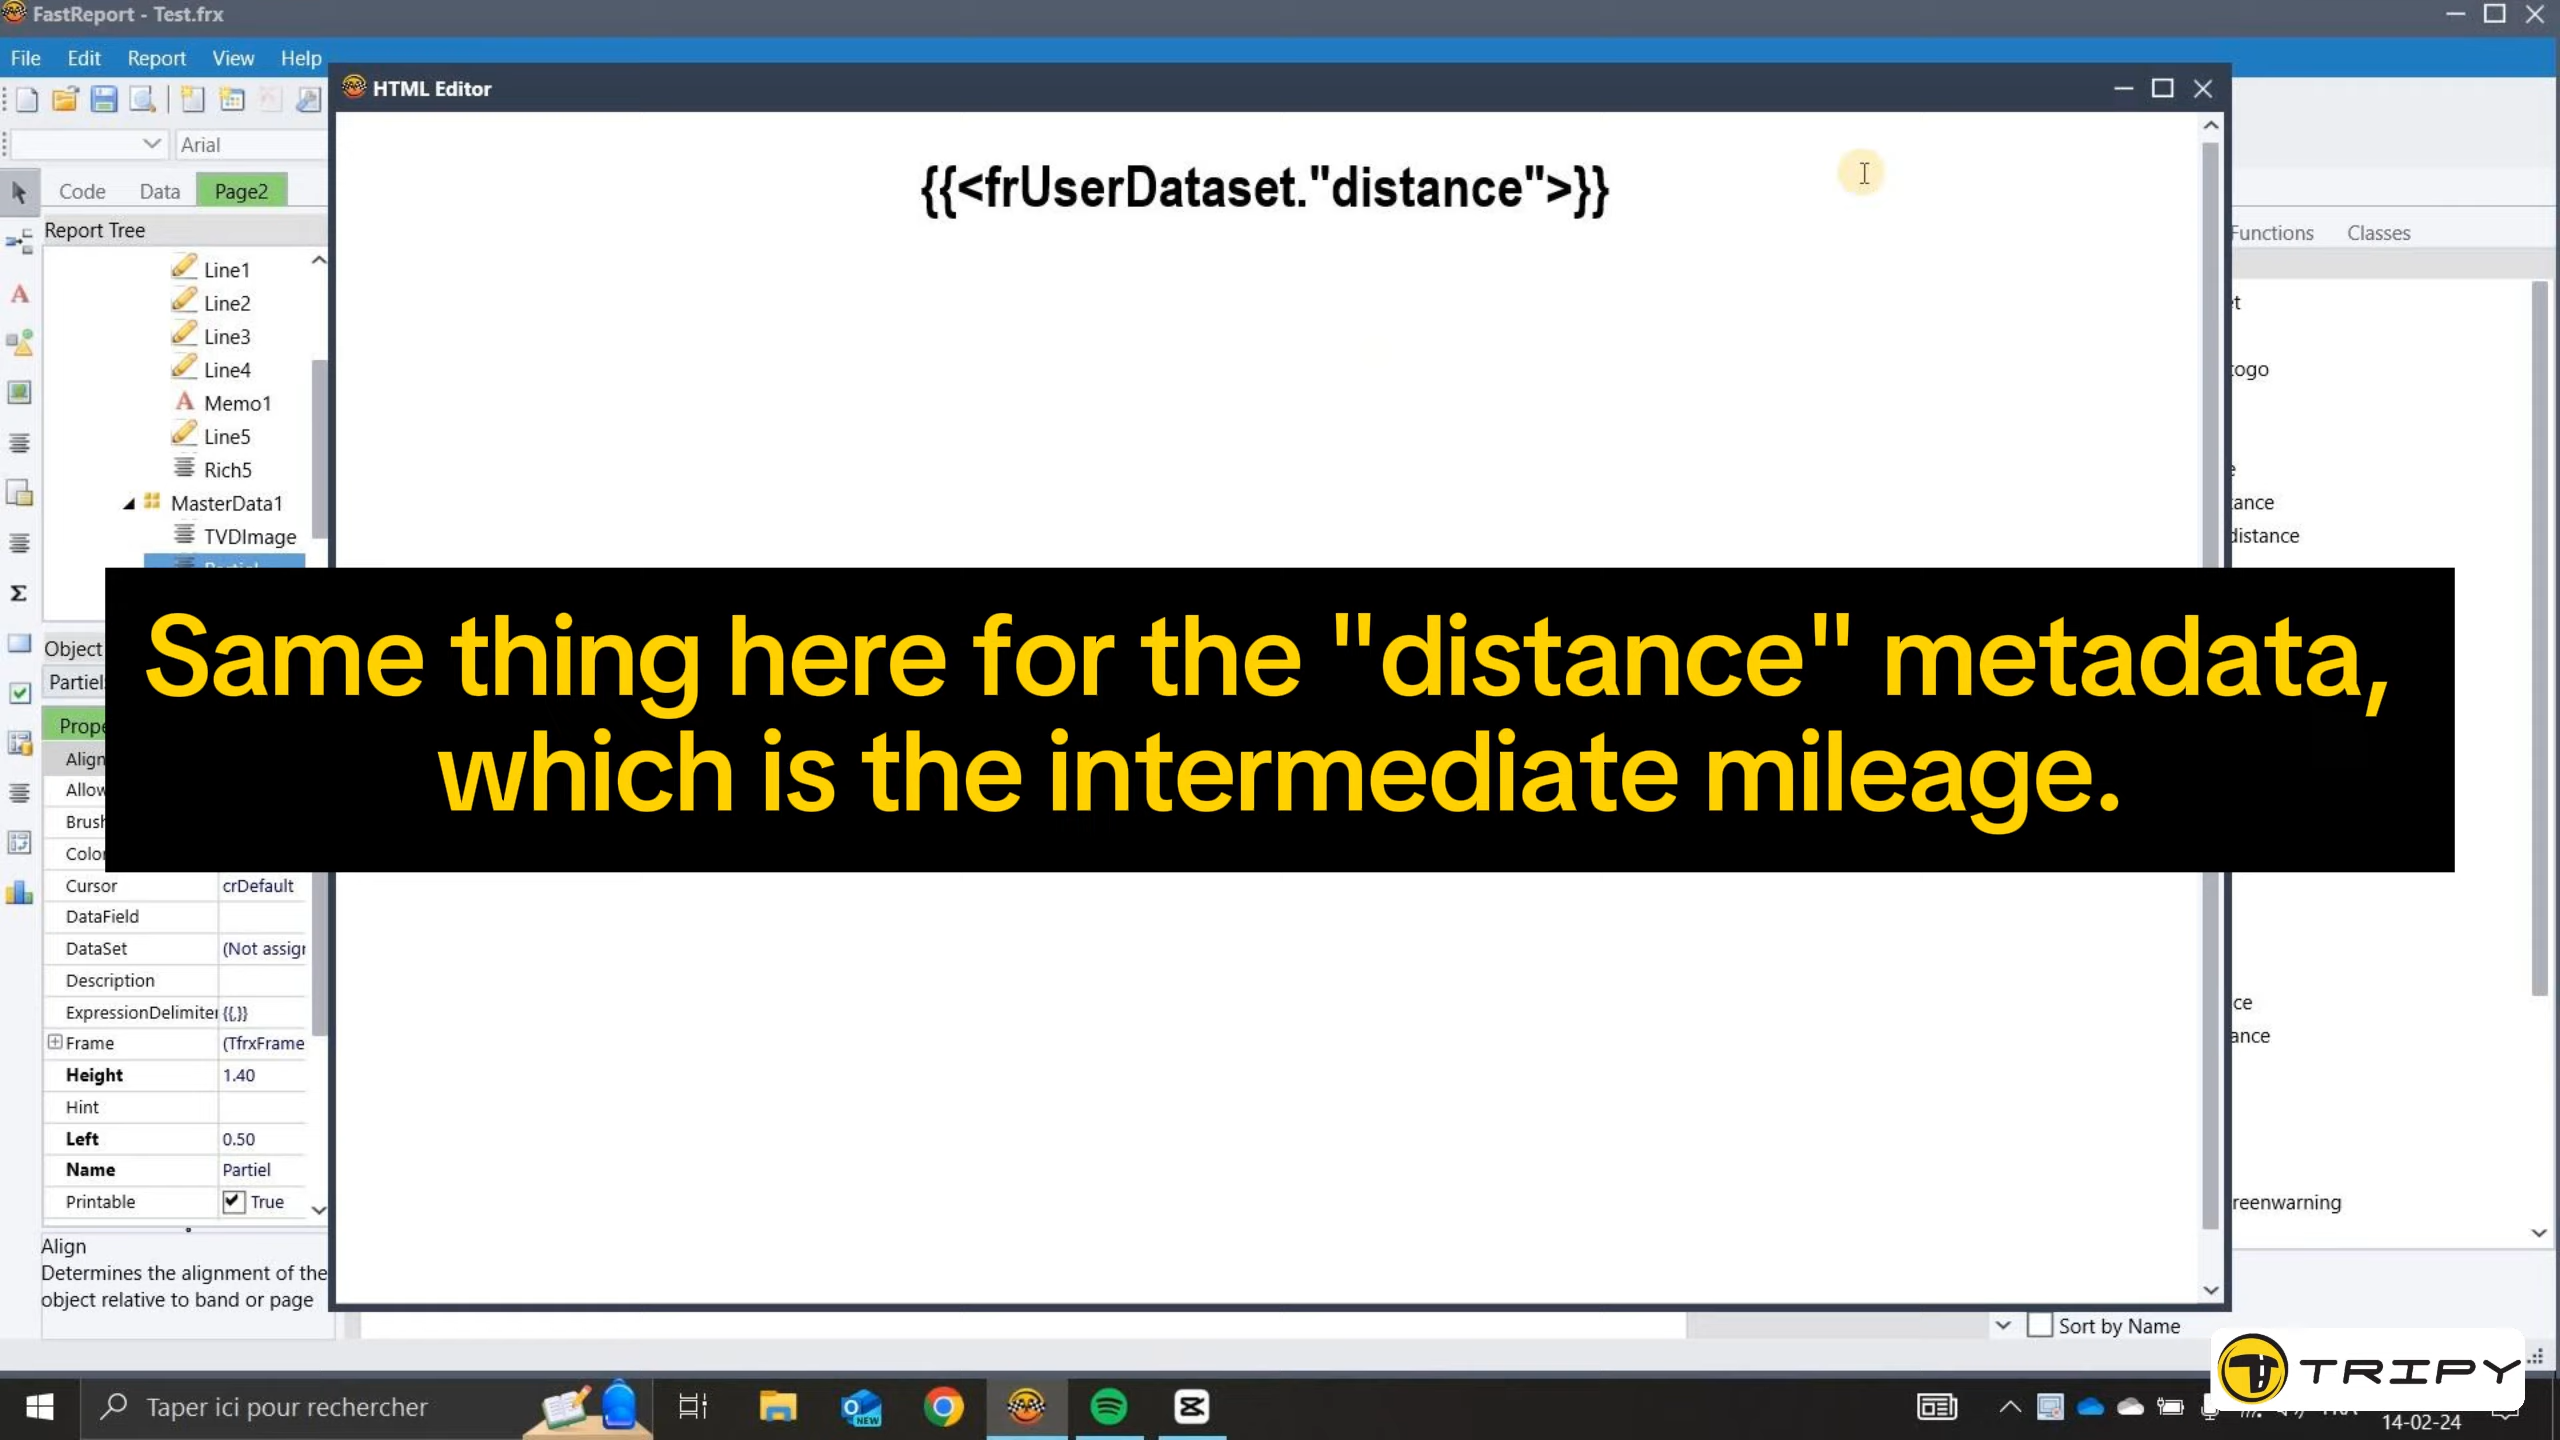 FastReport - Test.frx
File Edit Report View Help
HTML Editor
Arial
Code Data Page2
{{<frUserDataset."distance">}}
Report Tree
Functions Classes
Line1
Line2
Line3
Line4
Memo1
Line5
Rich5
MasterData1
TVDImage
Same thing here for the "distance" metadata,
which is the intermediate mileage.
Object
Partiel
Prope
Align
Allow
Brush
Color
Cursor crDefault
DataField
DataSet (Not assigr
Description
ExpressionDelimiter {{,}}
Frame (TfrxFrame
Height 1.40
Hint
Left 0.50
Name Partiel
Printable True
Align
Determines the alignment of the
object relative to band or page
ogo
ance
distance
ce
ance
reenwarning
Sort by Name
TRIPY
Taper ici pour rechercher
NEW
14-02-24